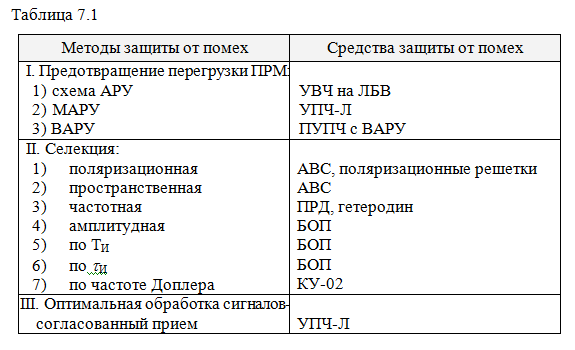 Таблица 7.1
Методы защиты от помех Средства защиты от помех
I. Предотвращение перегрузки ПРМ:
1) схема АРУ УВЧ на ЛБВ
2) МАРУ УПЧ-Л
3) ВАРУ ПУПЧ с ВАРУ
II. Селекция:
1) поляризационная АВС, поляризационные решетки
2) пространственная АВС
3) частотная ПРД, гетеродин
4) амплитудная БОП
5) по TИ БОП
6) по τИ БОП
7) по частоте Доплера КУ-02
III. Оптимальная обработка сигналов-
согласованный прием УПЧ-Л